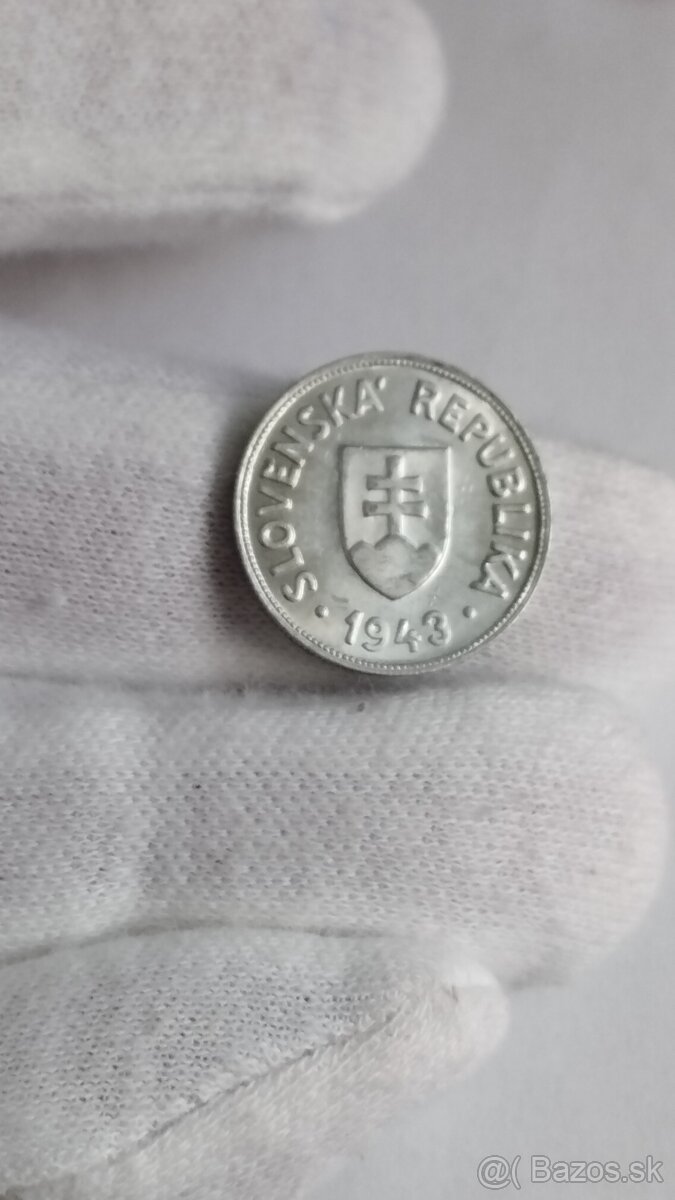 SLOVENSKÁ REPUBLIKA
· 1943 ·
@( Bazos.sk